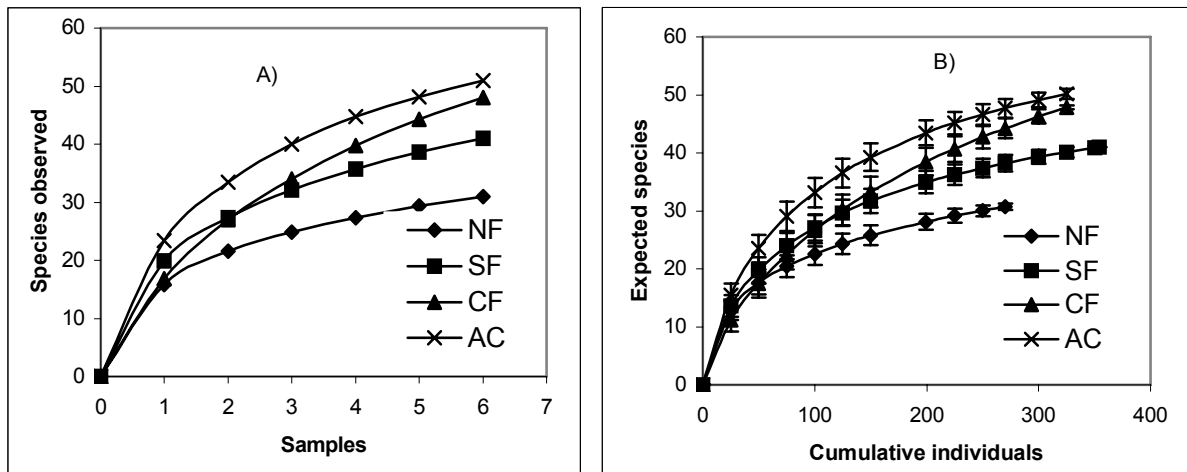 A)
60
50
40
30
20
10
0
Species observed
0 1 2 3 4 5 6 7
Samples
NF
SF
CF
AC
B)
60
50
40
30
20
10
0
Expected species
0 100 200 300 400
Cumulative individuals
NF
SF
CF
AC